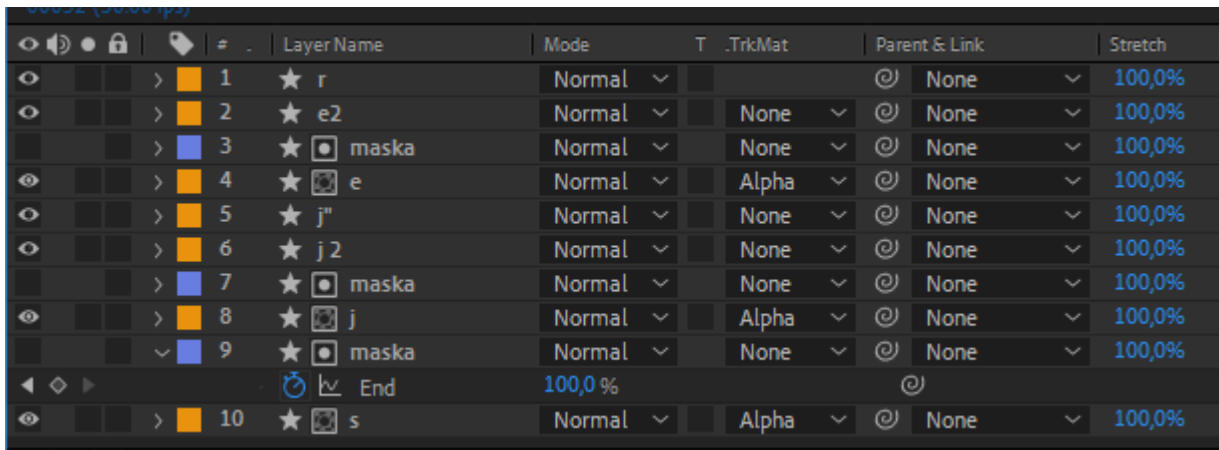 # . Layer Name Mode T .TrkMat Parent & Link Stretch
1 r Normal None 100,0%
2 e2 Normal None None 100,0%
3 maska Normal None None 100,0%
4 e Normal Alpha None 100,0%
5 j" Normal None None 100,0%
6 j 2 Normal None None 100,0%
7 maska Normal None None 100,0%
8 j Normal Alpha None 100,0%
9 maska Normal None None 100,0%
End 100,0 %
10 s Normal Alpha None 100,0%